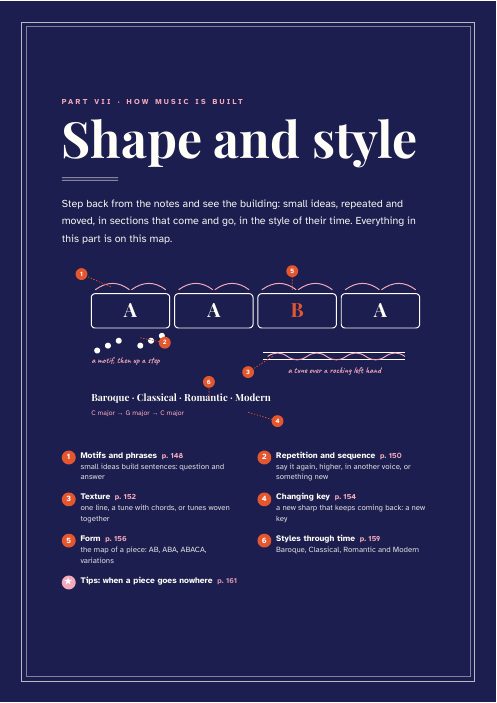 PART VII · HOW MUSIC IS BUILT
Shape and style
Step back from the notes and see the building: small ideas, repeated and
moved, in sections that come and go, in the style of their time. Everything in
this part is on this map.
1
5
A
A
B
A
2
a motif, then up a step
3
a tune over a rocking left hand
6
Baroque · Classical · Romantic · Modern
C major → G major → C major
4
1 Motifs and phrases p. 148
small ideas build sentences: question and
answer
2 Repetition and sequence p. 150
say it again, higher, in another voice, or
something new
3 Texture p. 152
one line, a tune with chords, or tunes woven
together
4 Changing key p. 154
a new sharp that keeps coming back: a new
key
5 Form p. 156
the map of a piece: AB, ABA, ABACA,
variations
6 Styles through time p. 159
Baroque, Classical, Romantic and Modern
Tips: when a piece goes nowhere p. 161